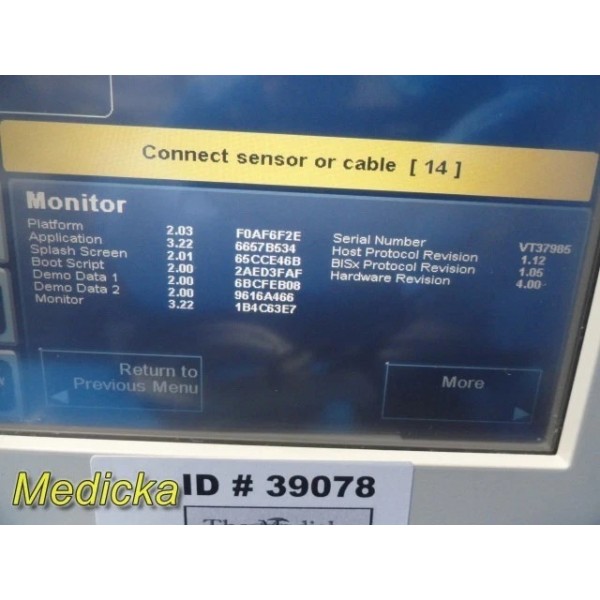 Connect sensor or cable [ 14 ]
Monitor
Platform 2.03 F0AF6F2E
Application 3.22 6657B534
Splash Screen 2.01 65CCE46B
Boot Script 2.00 2AED3FAF
Demo Data 1 2.00 6BCFEB08
Demo Data 2 2.00 9616A466
Monitor 3.22 1B4C63E7
Serial Number VT37985
Host Protocol Revision 1.12
BISx Protocol Revision 1.05
Hardware Revision 4.00
Return to
Previous Menu
More
Medicka
ID # 39078